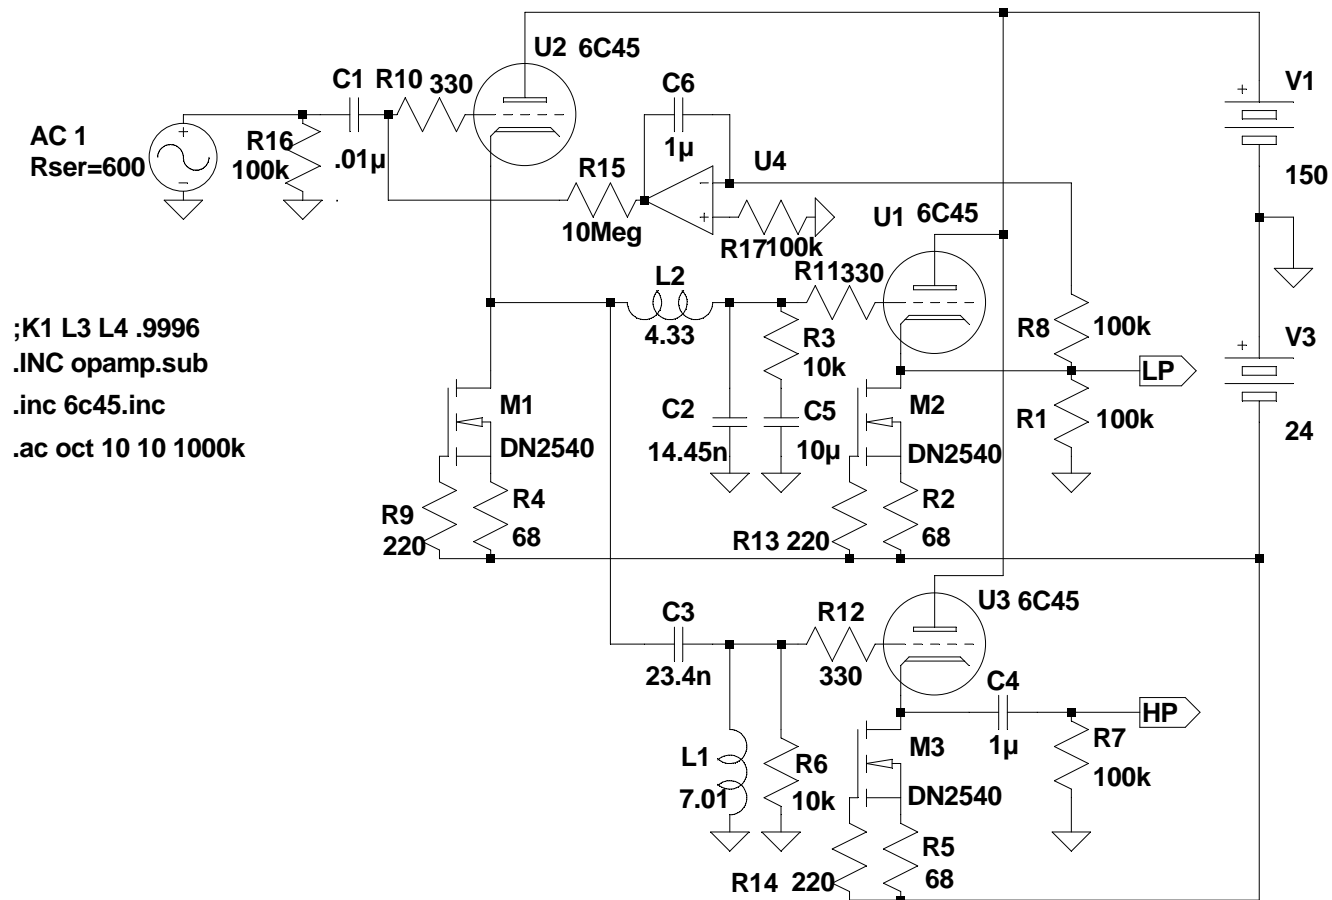 U2 6C45
C1
R10
330
C6
V1
AC 1
Rser=600
R16
100k
.01µ
1µ
U4
R15
10Meg
150
U1
6C45
R17
100k
R11
330
L2
4.33
;K1 L3 L4 .9996
.INC opamp.sub
.inc 6c45.inc
.ac oct 10 10 1000k
R3
10k
R8
100k
V3
LP
M1
DN2540
C2
14.45n
C5
10µ
M2
DN2540
R1
100k
24
R9
220
R4
68
R13 220
R2
68
C3
23.4n
R12
330
U3 6C45
C4
1µ
HP
L1
7.01
R6
10k
M3
DN2540
R7
100k
R14 220
R5
68